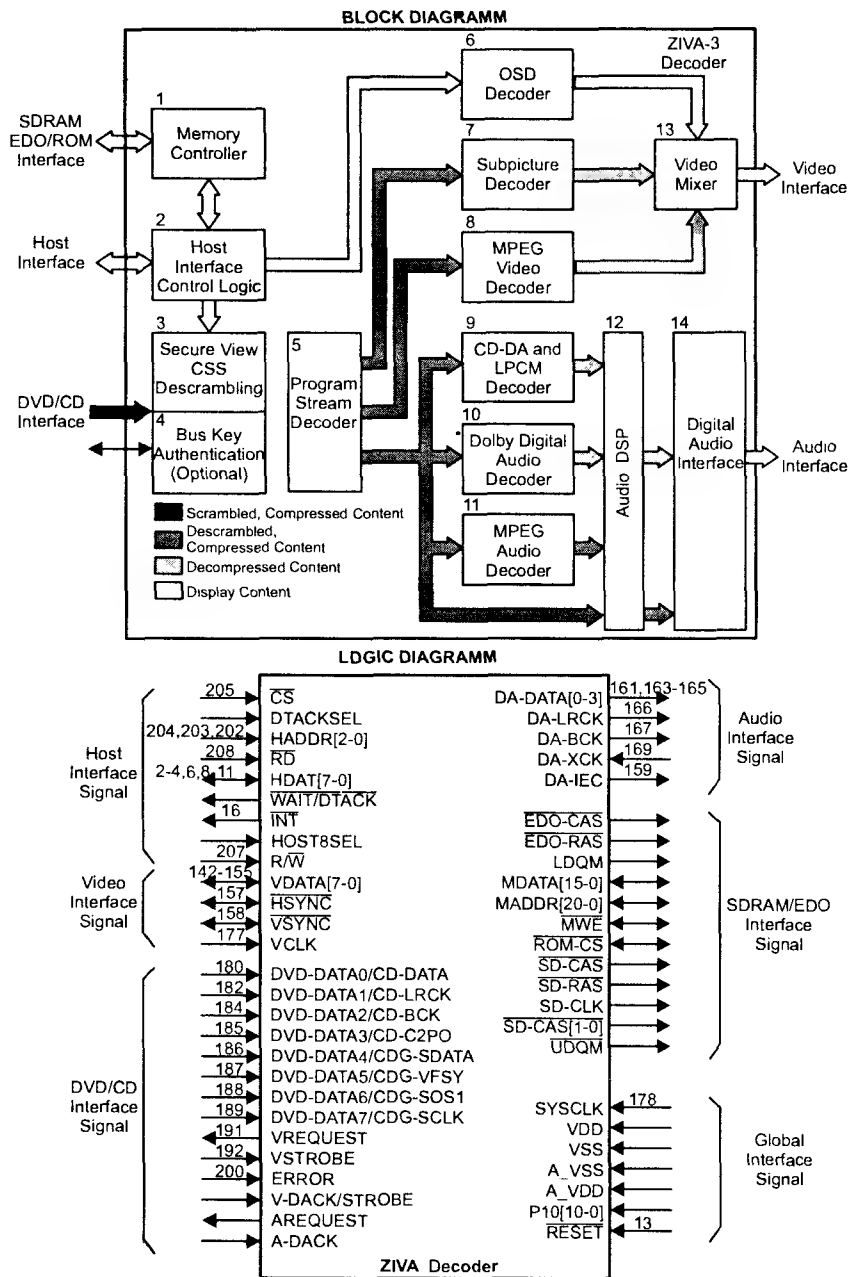 BLOCK DIAGRAMM
ZIVA-3
Decoder
SDRAM
EDO/ROM
Interface
1
Memory
Controller
Host
Interface
2
Host
Interface
Control Logic
3
Secure View
CSS
Descrambling
DVD/CD
Interface
4
Bus Key
Authentication
(Optional)
5
Program
Stream
Decoder
6
OSD
Decoder
7
Subpicture
Decoder
8
MPEG
Video
Decoder
9
CD-DA and
LPCM
Decoder
10
Dolby Digital
Audio Decoder
11
MPEG
Audio
Decoder
12
Audio DSP
13
Video
Mixer
Video
Interface
14
Digital
Audio
Interface
Audio
Interface
Scrambled, Compressed Content
Descrambled,
Compressed Content
Decompressed Content
Display Content
LDGIC DIAGRAMM
Host
Interface
Signal
205
CS
DTACKSEL
204,203,202
HADDR[2-0]
208
RD
2-4,6,8,11
HDAT[7-0]
WAIT/DTACK
16
INT
HOST8SEL
207
R/W
Video
Interface
Signal
142-155
VDATA[7-0]
157
HSYNC
158
VSYNC
177
VCLK
DVD/CD
Interface
Signal
180
DVD-DATA0/CD-DATA
182
DVD-DATA1/CD-LRCK
184
DVD-DATA2/CD-BCK
185
DVD-DATA3/CD-C2PO
186
DVD-DATA4/CDG-SDATA
187
DVD-DATA5/CDG-VFSY
188
DVD-DATA6/CDG-SOS1
189
DVD-DATA7/CDG-SCLK
191
VREQUEST
192
VSTROBE
200
ERROR
V-DACK/STROBE
AREQUEST
A-DACK
DA-DATA[0-3]
161,163-165
DA-LRCK
166
DA-BCK
167
DA-XCK
169
DA-IEC
159
Audio
Interface
Signal
EDO-CAS
EDO-RAS
LDQM
MDATA[15-0]
MADDR[20-0]
MWE
ROM-CS
SD-CAS
SD-RAS
SD-CLK
SD-CAS[1-0]
UDQM
SDRAM/EDO
Interface
Signal
SYSCLK
178
VDD
VSS
A_VSS
A_VDD
P10[10-0]
RESET
13
Global
Interface
Signal
ZIVA Decoder